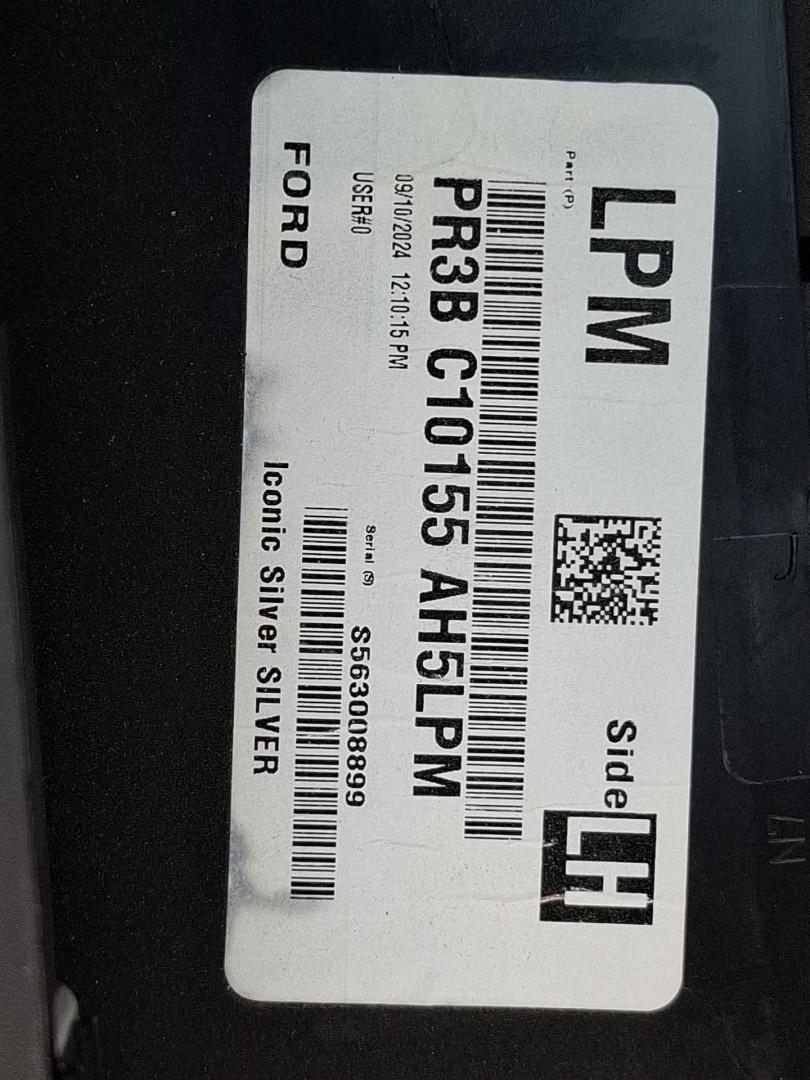 LPM
Side LH
Part (P)
PR3B C10155 AH5LPM
09/10/2024 12:10:15 PM
USER#0
Serial (S)
S563008899
FORD
Iconic Silver SILVER